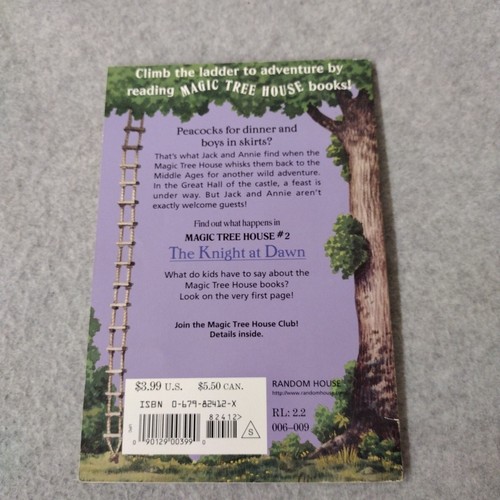 Climb the ladder to adventure by
reading MAGIC TREE HOUSE books!
Peacocks for dinner and
boys in skirts?
That's what Jack and Annie find when the
Magic Tree House whisks them back to the
Middle Ages for another wild adventure.
In the Great Hall of the castle, a feast is
under way. But Jack and Annie aren't
exactly welcome guests!
Find out what happens in
MAGIC TREE HOUSE #2
The Knight at Dawn
What do kids have to say about the
Magic Tree House books?
Look on the very first page!
Join the Magic Tree House Club!
Details inside.
$3.99 U.S. $5.50 CAN.
ISBN 0-679-82412-X
82412>
S
0 90129 00399 0
RANDOM HOUSE
RL: 2.2
006-009